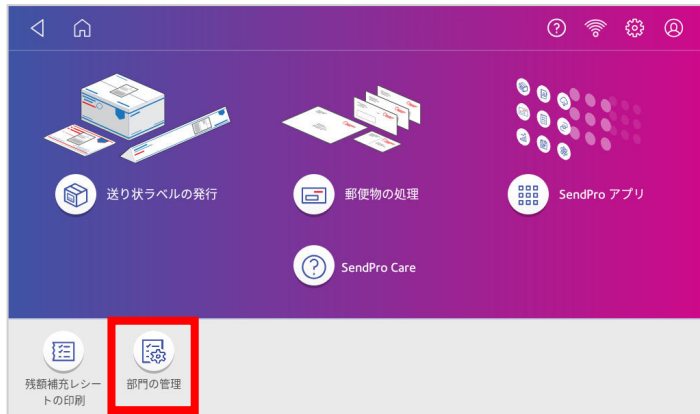 送り状ラベルの発行
郵便物の処理
SendPro アプリ
SendPro Care
残額補充レシー
トの印刷
部門の管理